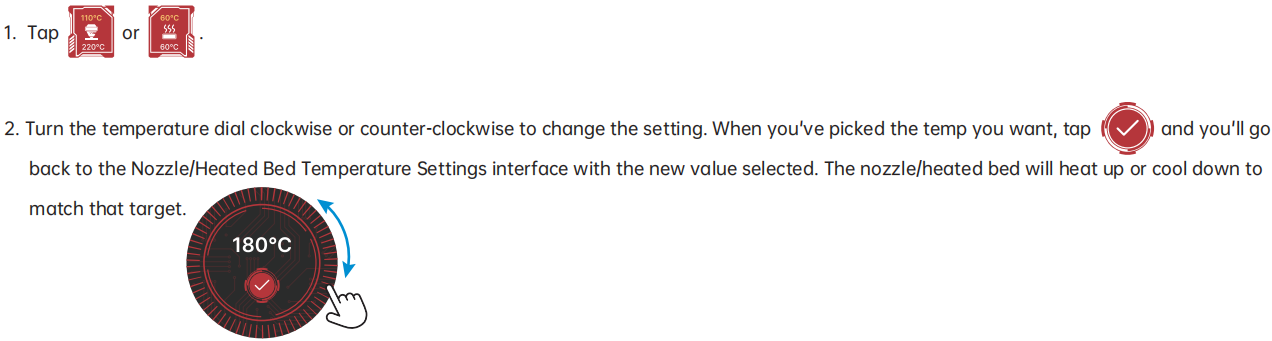 1. Tap 110°C 220°C or 60°C 60°C .
2. Turn the temperature dial clockwise or counter-clockwise to change the setting. When you've picked the temp you want, tap and you'll go
back to the Nozzle/Heated Bed Temperature Settings interface with the new value selected. The nozzle/heated bed will heat up or cool down to
match that target.
180°C